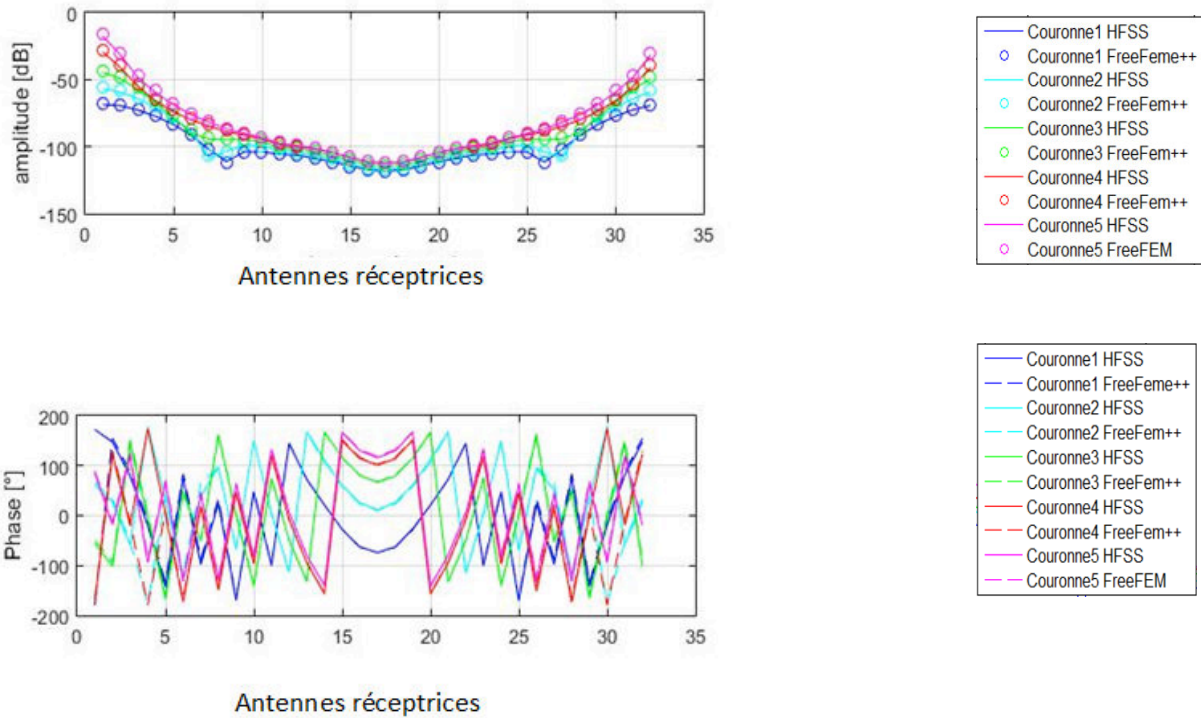 0
-50
-100
-150
amplitude [dB]
0 5 10 15 20 25 30 35
Antennes réceptrices
Couronne1 HFSS
Couronne1 FreeFeme++
Couronne2 HFSS
Couronne2 FreeFem++
Couronne3 HFSS
Couronne3 FreeFem++
Couronne4 HFSS
Couronne4 FreeFem++
Couronne5 HFSS
Couronne5 FreeFEM
200
100
0
-100
-200
Phase [°]
0 5 10 15 20 25 30 35
Antennes réceptrices
Couronne1 HFSS
Couronne1 FreeFeme++
Couronne2 HFSS
Couronne2 FreeFem++
Couronne3 HFSS
Couronne3 FreeFem++
Couronne4 HFSS
Couronne4 FreeFem++
Couronne5 HFSS
Couronne5 FreeFEM